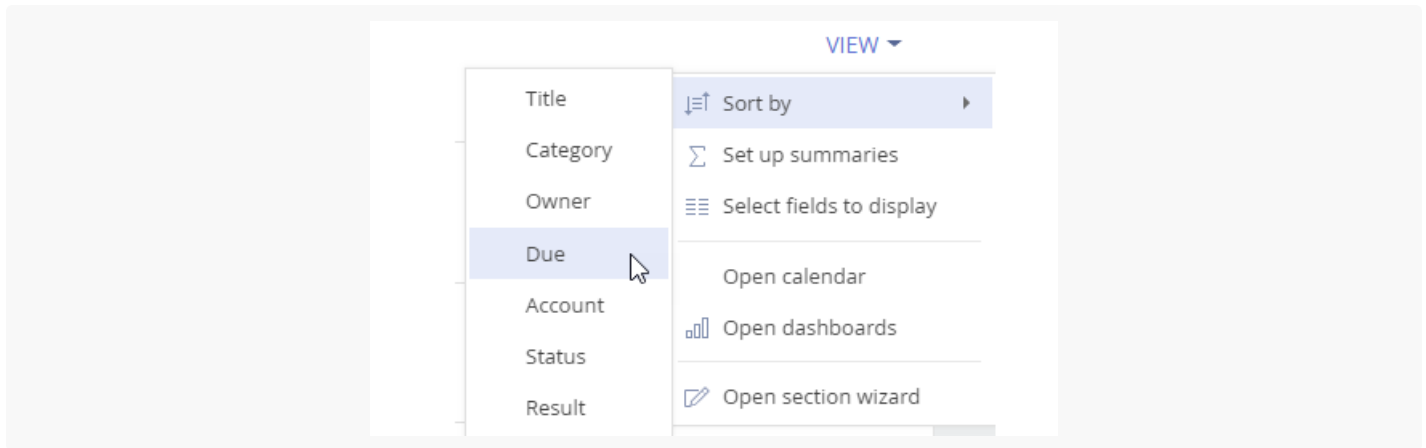 VIEW
Title
Category
Owner
Due
Account
Status
Result
Sort by
Set up summaries
Select fields to display
Open calendar
Open dashboards
Open section wizard